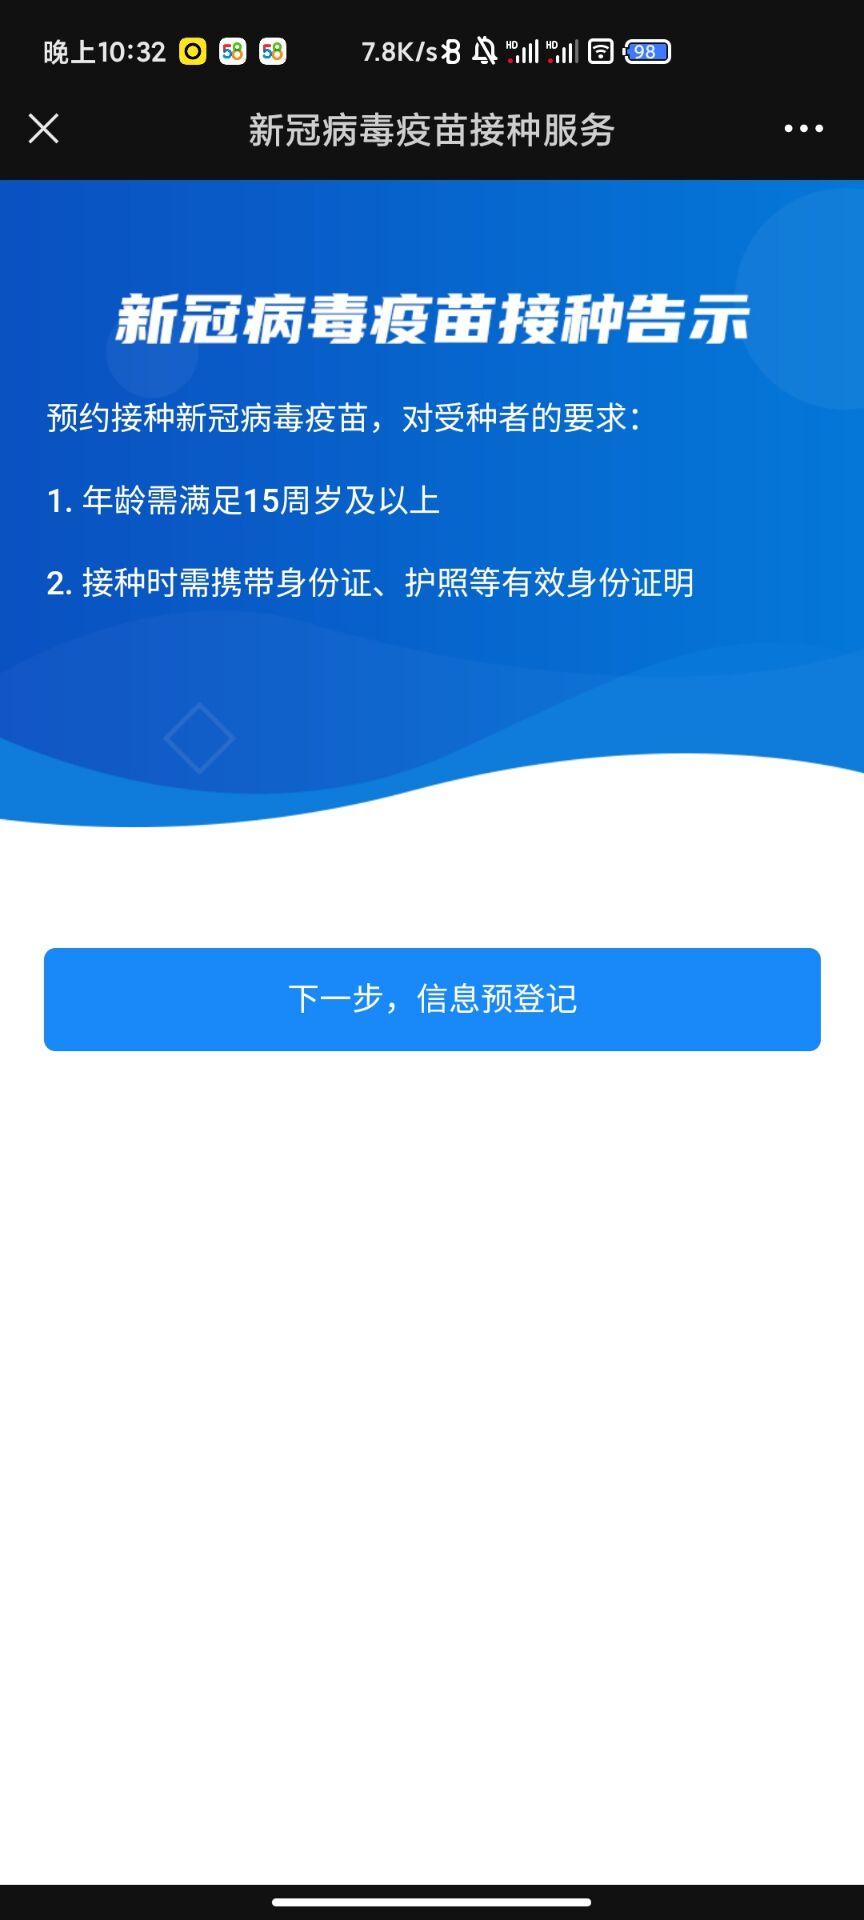 晚上10:32 58 58 7.8K/s HD HD 98
新冠病毒疫苗接种服务
新冠病毒疫苗接种告示
预约接种新冠病毒疫苗，对受种者的要求：
1. 年龄需满足15周岁及以上
2. 接种时需携带身份证、护照等有效身份证明
下一步，信息预登记